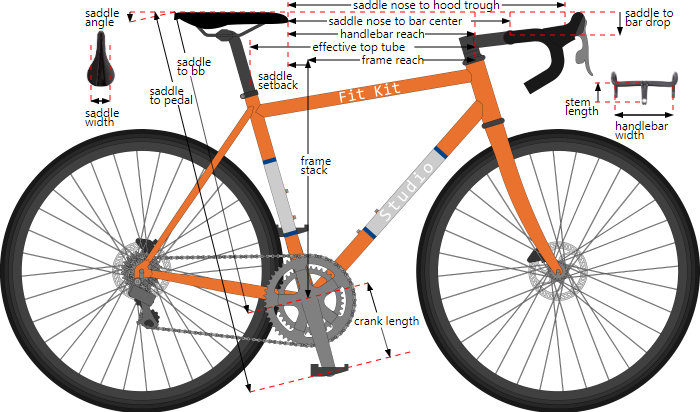 saddle nose to hood trough
saddle
angle
saddle nose to bar center
saddle to
bar drop
handlebar reach
effective top tube
frame reach
saddle
to bb
saddle
setback
saddle
to pedal
Fit Kit
saddle
width
stem
length
handlebar
width
frame
stack
Studio
crank length